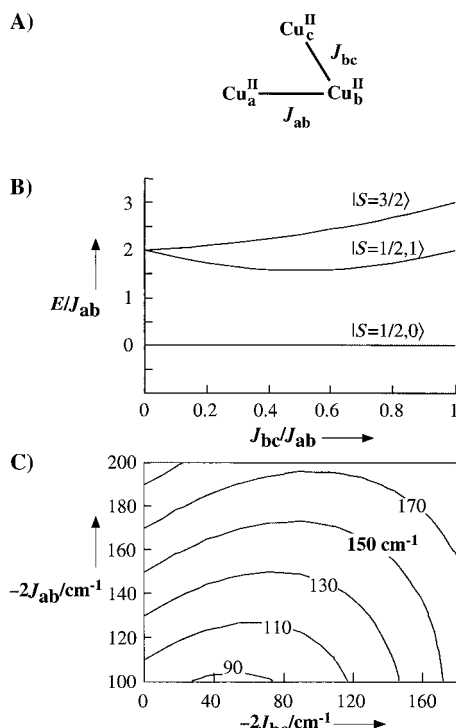 A)
Cu_c^II
J_bc
Cu_a^II Cu_b^II
J_ab
B)
3
|S=3/2⟩
2
|S=1/2,1⟩
E/J_ab
|S=1/2,0⟩
0
0 0.2 0.4 0.6 0.8 1
J_bc/J_ab
C)
200
180
170
150 cm⁻¹
160
-2J_ab/cm⁻¹
140
130
120
110
90
100
0 40 80 120 160
-2J_bc/cm⁻¹